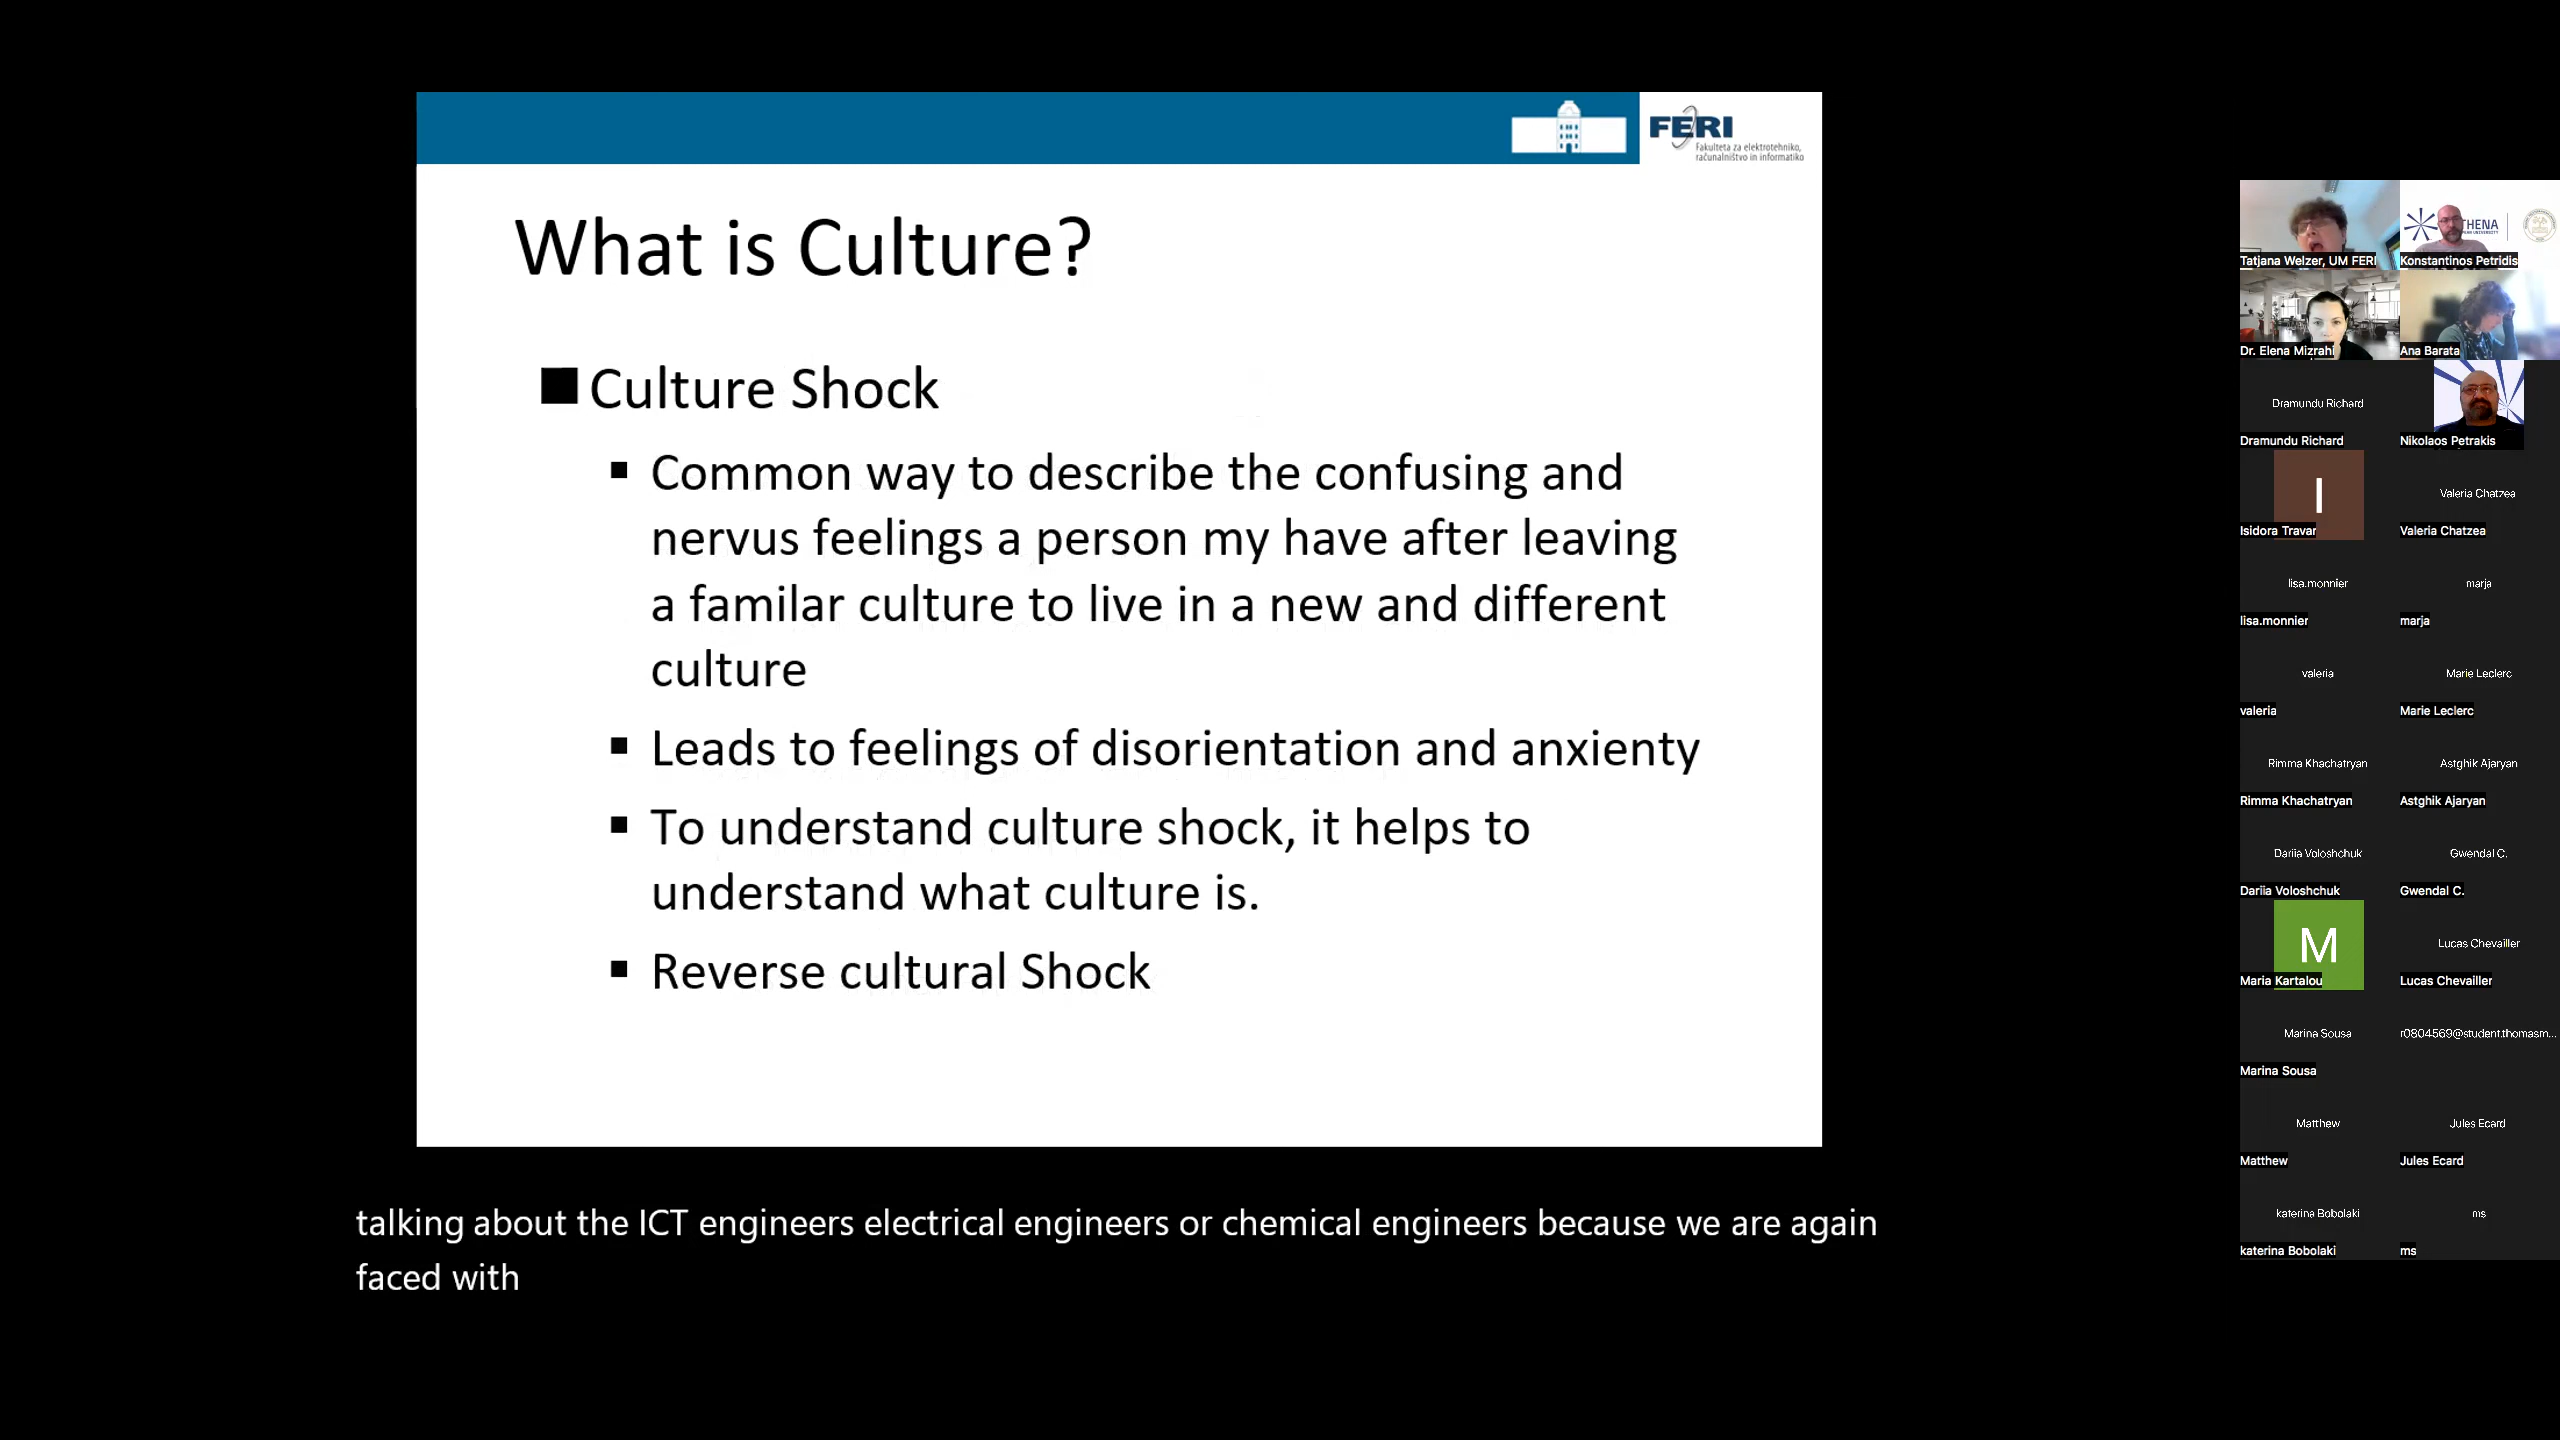 FERI
Fakulteta za elektrotehniko,
računalništvo in informatiko
What is Culture?
Culture Shock
Common way to describe the confusing and
nervus feelings a person my have after leaving
a familar culture to live in a new and different
culture
Leads to feelings of disorientation and anxienty
To understand culture shock, it helps to
understand what culture is.
Reverse cultural Shock
talking about the ICT engineers electrical engineers or chemical engineers because we are again
faced with
THENA
Tatjana Welzer, UM FERI
Konstantinos Petridis
Dr. Elena Mizrahi
Ana Barata
Dramundu Richard
Dramundu Richard
Nikolaos Petrakis
I
Valeria Chatzea
Isidora Travar
Valeria Chatzea
lisa.monnier
marja
lisa.monnier
marja
valeria
Marie Leclerc
valeria
Marie Leclerc
Rimma Khachatryan
Astghik Ajaryan
Rimma Khachatryan
Astghik Ajaryan
Dariia Voloshchuk
Gwendal C.
Dariia Voloshchuk
Gwendal C.
M
Lucas Chevailler
Maria Kartalou
Lucas Chevailler
Marina Sousa
r0804569@student.thomasm...
Marina Sousa
Matthew
Jules Ecard
Matthew
Jules Ecard
katerina Bobolaki
ms
katerina Bobolaki
ms